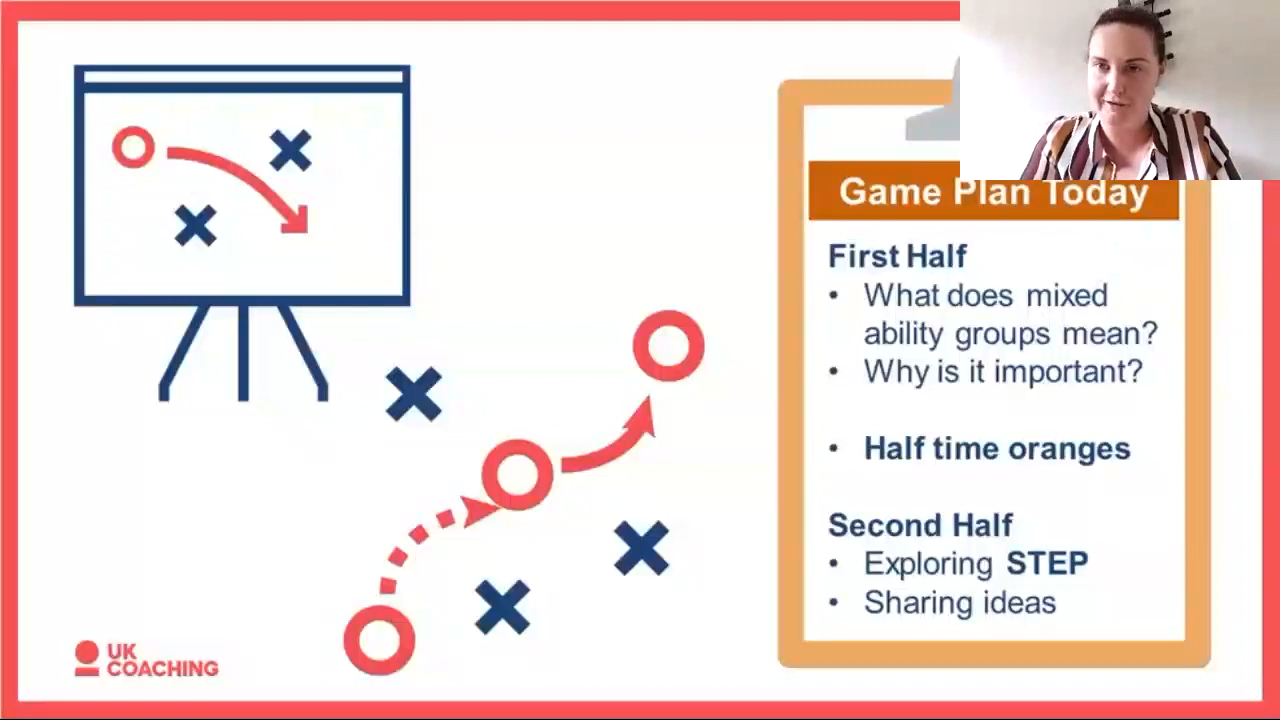 Game Plan Today
First Half
• What does mixed
ability groups mean?
• Why is it important?
• Half time oranges
Second Half
• Exploring STEP
• Sharing ideas
UK
COACHING